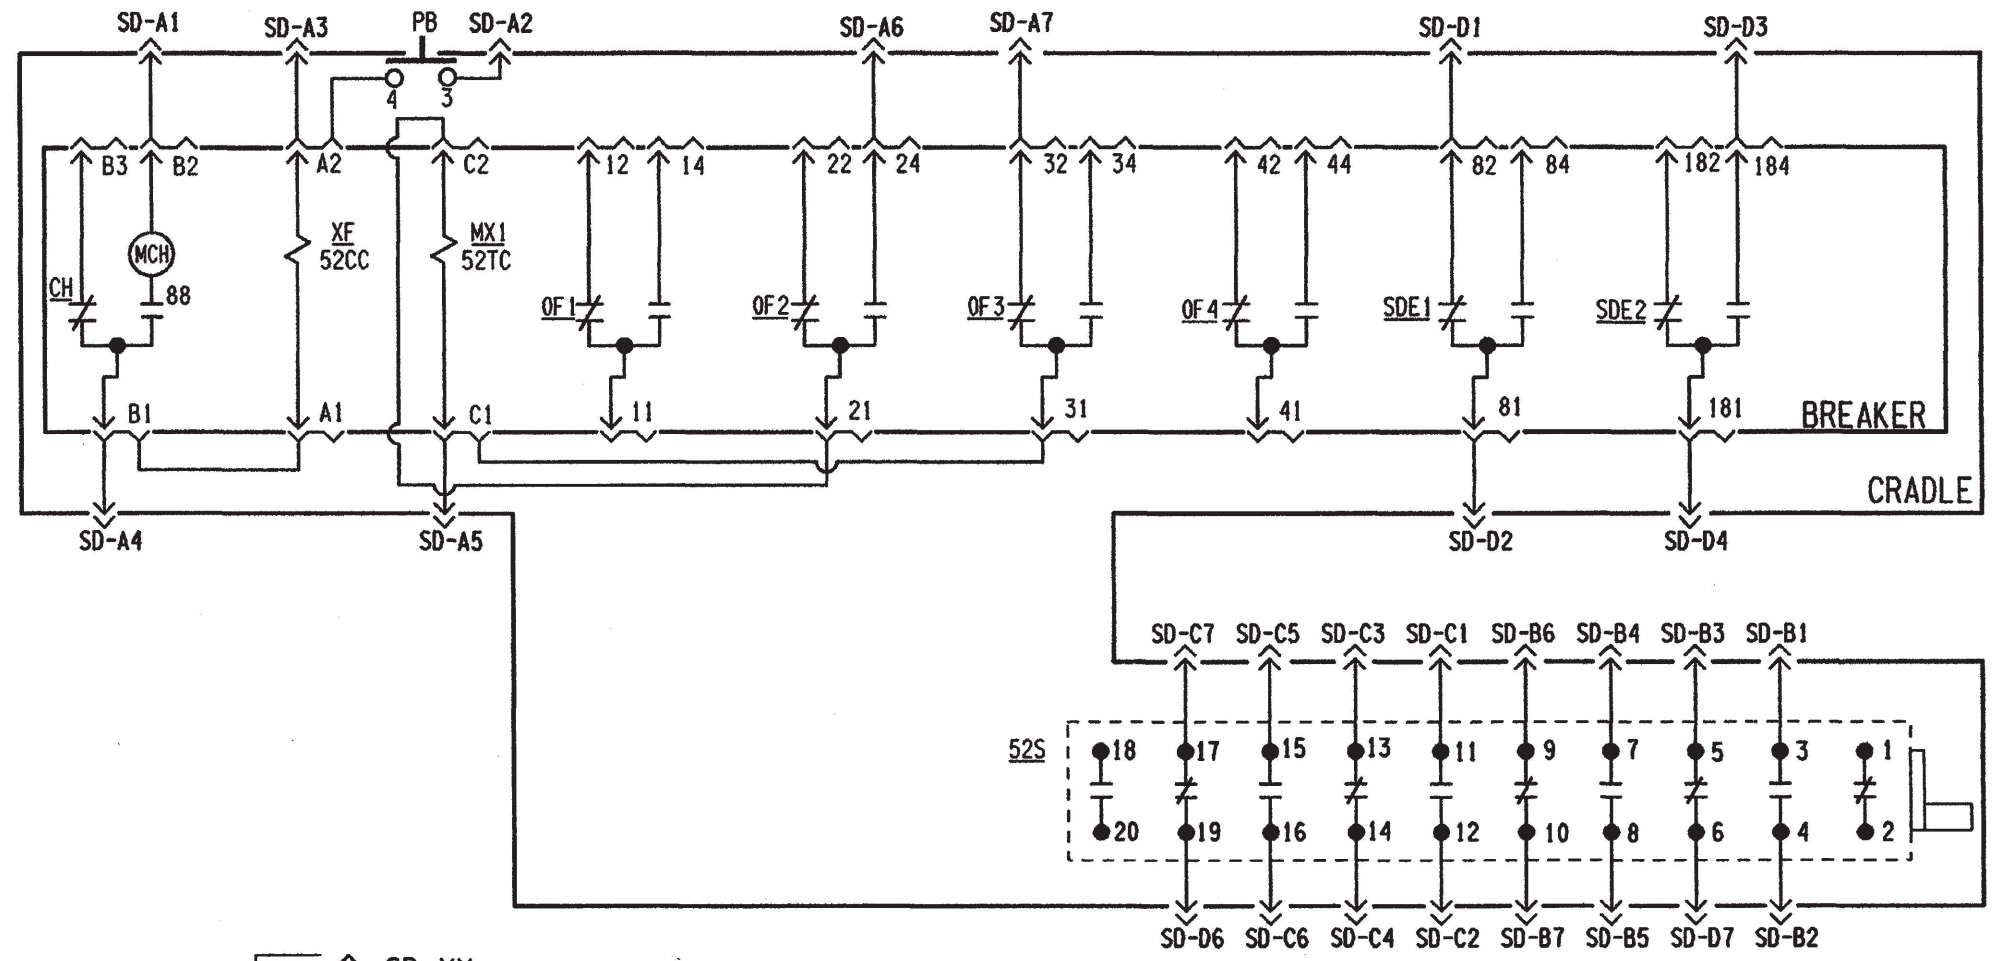 SD-A1 SD-A3 PB SD-A2 SD-A6 SD-A7 SD-D1 SD-D3
4 3
B3 B2 A2 C2 12 14 22 24 32 34 42 44 82 84 182 184
XF MX1
MCH 52CC 52TC
CH 88 OF1 OF2 OF3 OF4 SDE1 SDE2
B1 A1 C1 11 21 31 41 81 181 BREAKER
CRADLE
SD-A4 SD-A5 SD-D2 SD-D4
SD-C7 SD-C5 SD-C3 SD-C1 SD-B6 SD-B4 SD-B3 SD-B1
52S 18 17 15 13 11 9 7 5 3 1
20 19 16 14 12 10 8 6 4 2
SD-D6 SD-C6 SD-C4 SD-C2 SD-B7 SD-B5 SD-D7 SD-B2